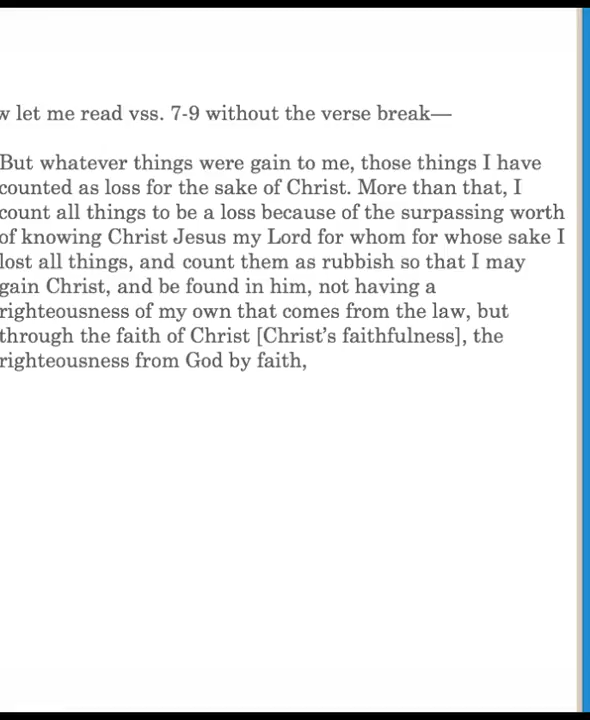 w let me read vss. 7-9 without the verse break—
But whatever things were gain to me, those things I have
counted as loss for the sake of Christ. More than that, I
count all things to be a loss because of the surpassing worth
of knowing Christ Jesus my Lord for whom for whose sake I
lost all things, and count them as rubbish so that I may
gain Christ, and be found in him, not having a
righteousness of my own that comes from the law, but
through the faith of Christ [Christ’s faithfulness], the
righteousness from God by faith,